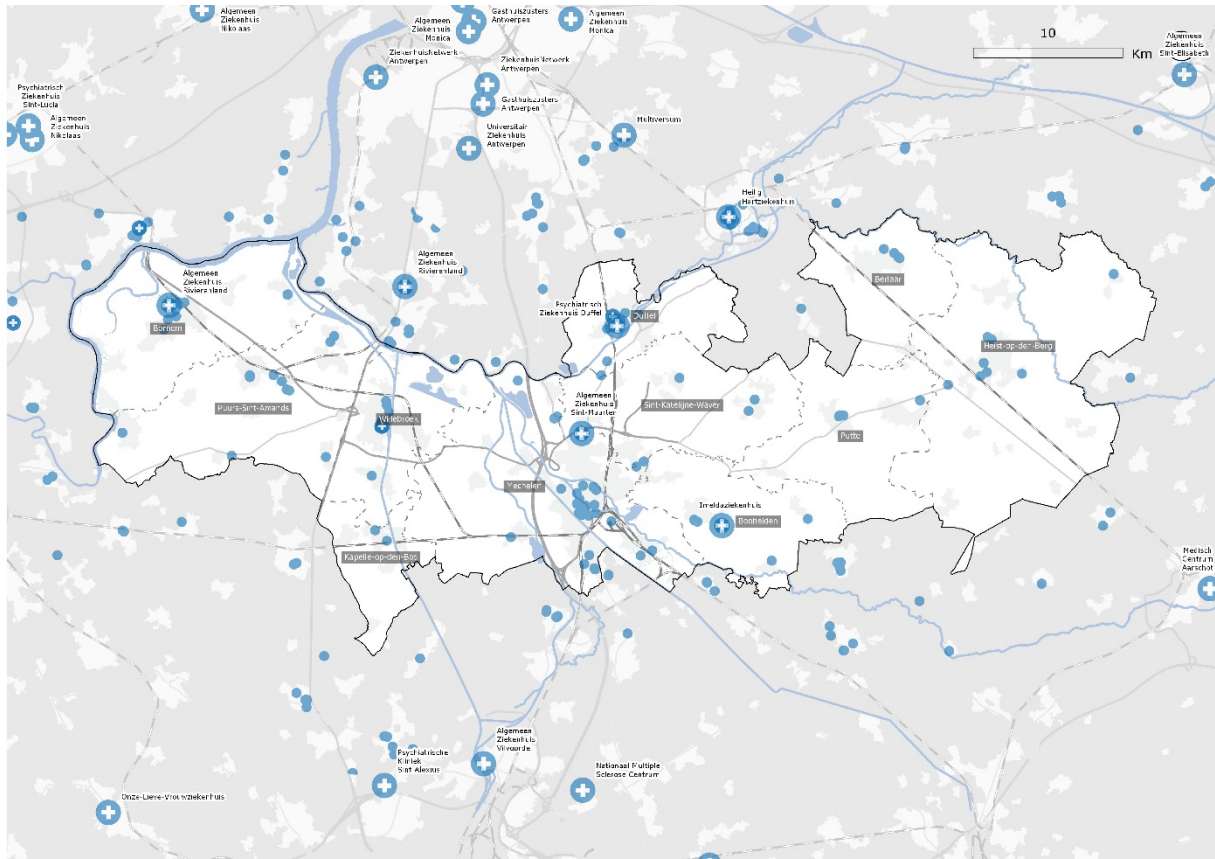 Algemeen
Ziekenhuis
Nikolaas
Algemeen
Ziekenhuis
Monica
Gasthuiszusters
Antwerpen
Algemeen
Ziekenhuis
Monica
ZiekenhuisNetwerk
Antwerpen
ZiekenhuisNetwerk
Antwerpen
10
Km
Algemeen
Ziekenhuis
Sint-Elisabeth
Psychiatrisch
Ziekenhuis
Sint-Lucia
Algemeen
Ziekenhuis
Nikolaas
Gasthuiszusters
Antwerpen
Universitair
Ziekenhuis
Antwerpen
Multiversum
Heilig
Hartziekenhuis
Algemeen
Ziekenhuis
Rivierenland
Algemeen
Ziekenhuis
Rivierenland
Berlaar
Psychiatrisch
Ziekenhuis Duffel
Duffel
Bornem
Heist-op-den-Berg
Puurs-Sint-Amands
Algemeen
Ziekenhuis
Sint-Maarten
Sint-Katelijne-Waver
Willebroek
Putte
Mechelen
Imeldaziekenhuis
Bonheiden
Kapelle-op-den-Bos
Medisch
Centrum
Aarschot
Algemeen
Ziekenhuis
Vilvoorde
Psychiatrische
Kliniek
Sint-Alexius
Nationaal Multiple
Sclerose Centrum
Onze-Lieve-Vrouwziekenhuis